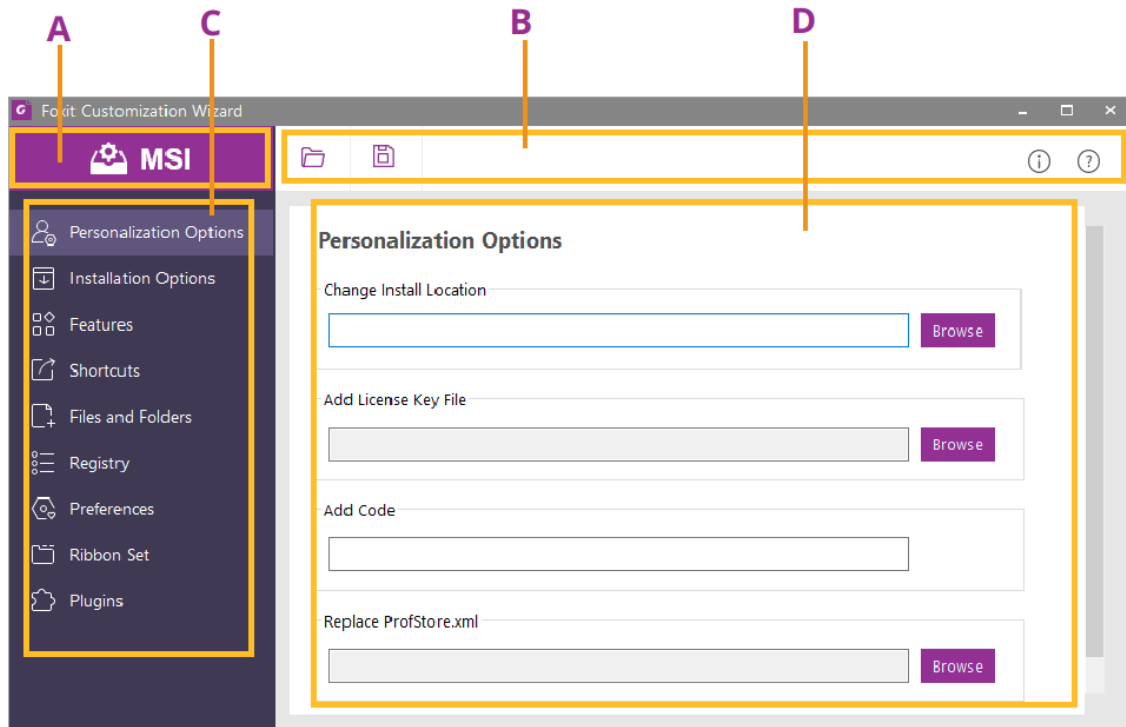 A C B D
Foxit Customization Wizard
MSI
Personalization Options
Installation Options
Features
Shortcuts
Files and Folders
Registry
Preferences
Ribbon Set
Plugins
Personalization Options
Change Install Location
Browse
Add License Key File
Browse
Add Code
Replace ProfStore.xml
Browse